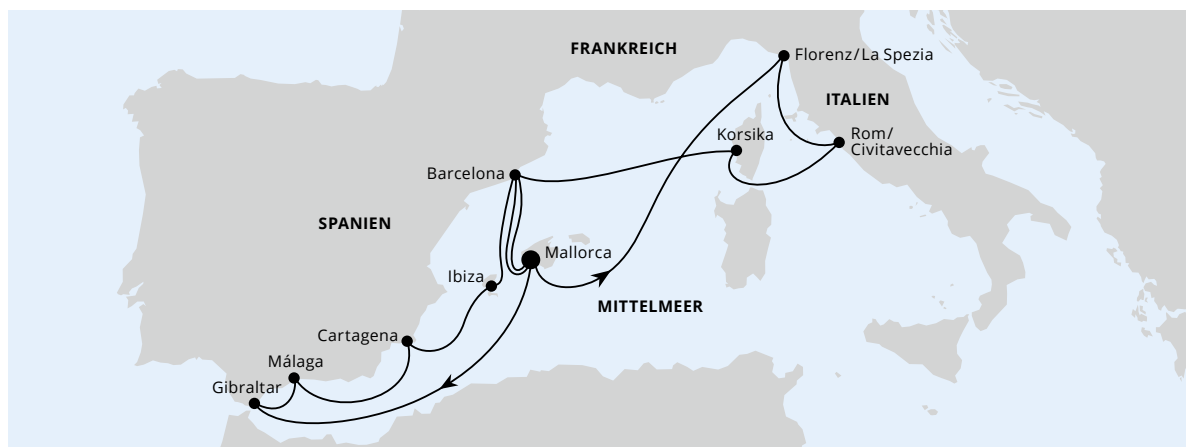 FRANKREICH
Florenz/La Spezia
ITALIEN
Korsika
Rom/
Civitavecchia
Barcelona
SPANIEN
Mallorca
Ibiza
MITTELMEER
Cartagena
Málaga
Gibraltar